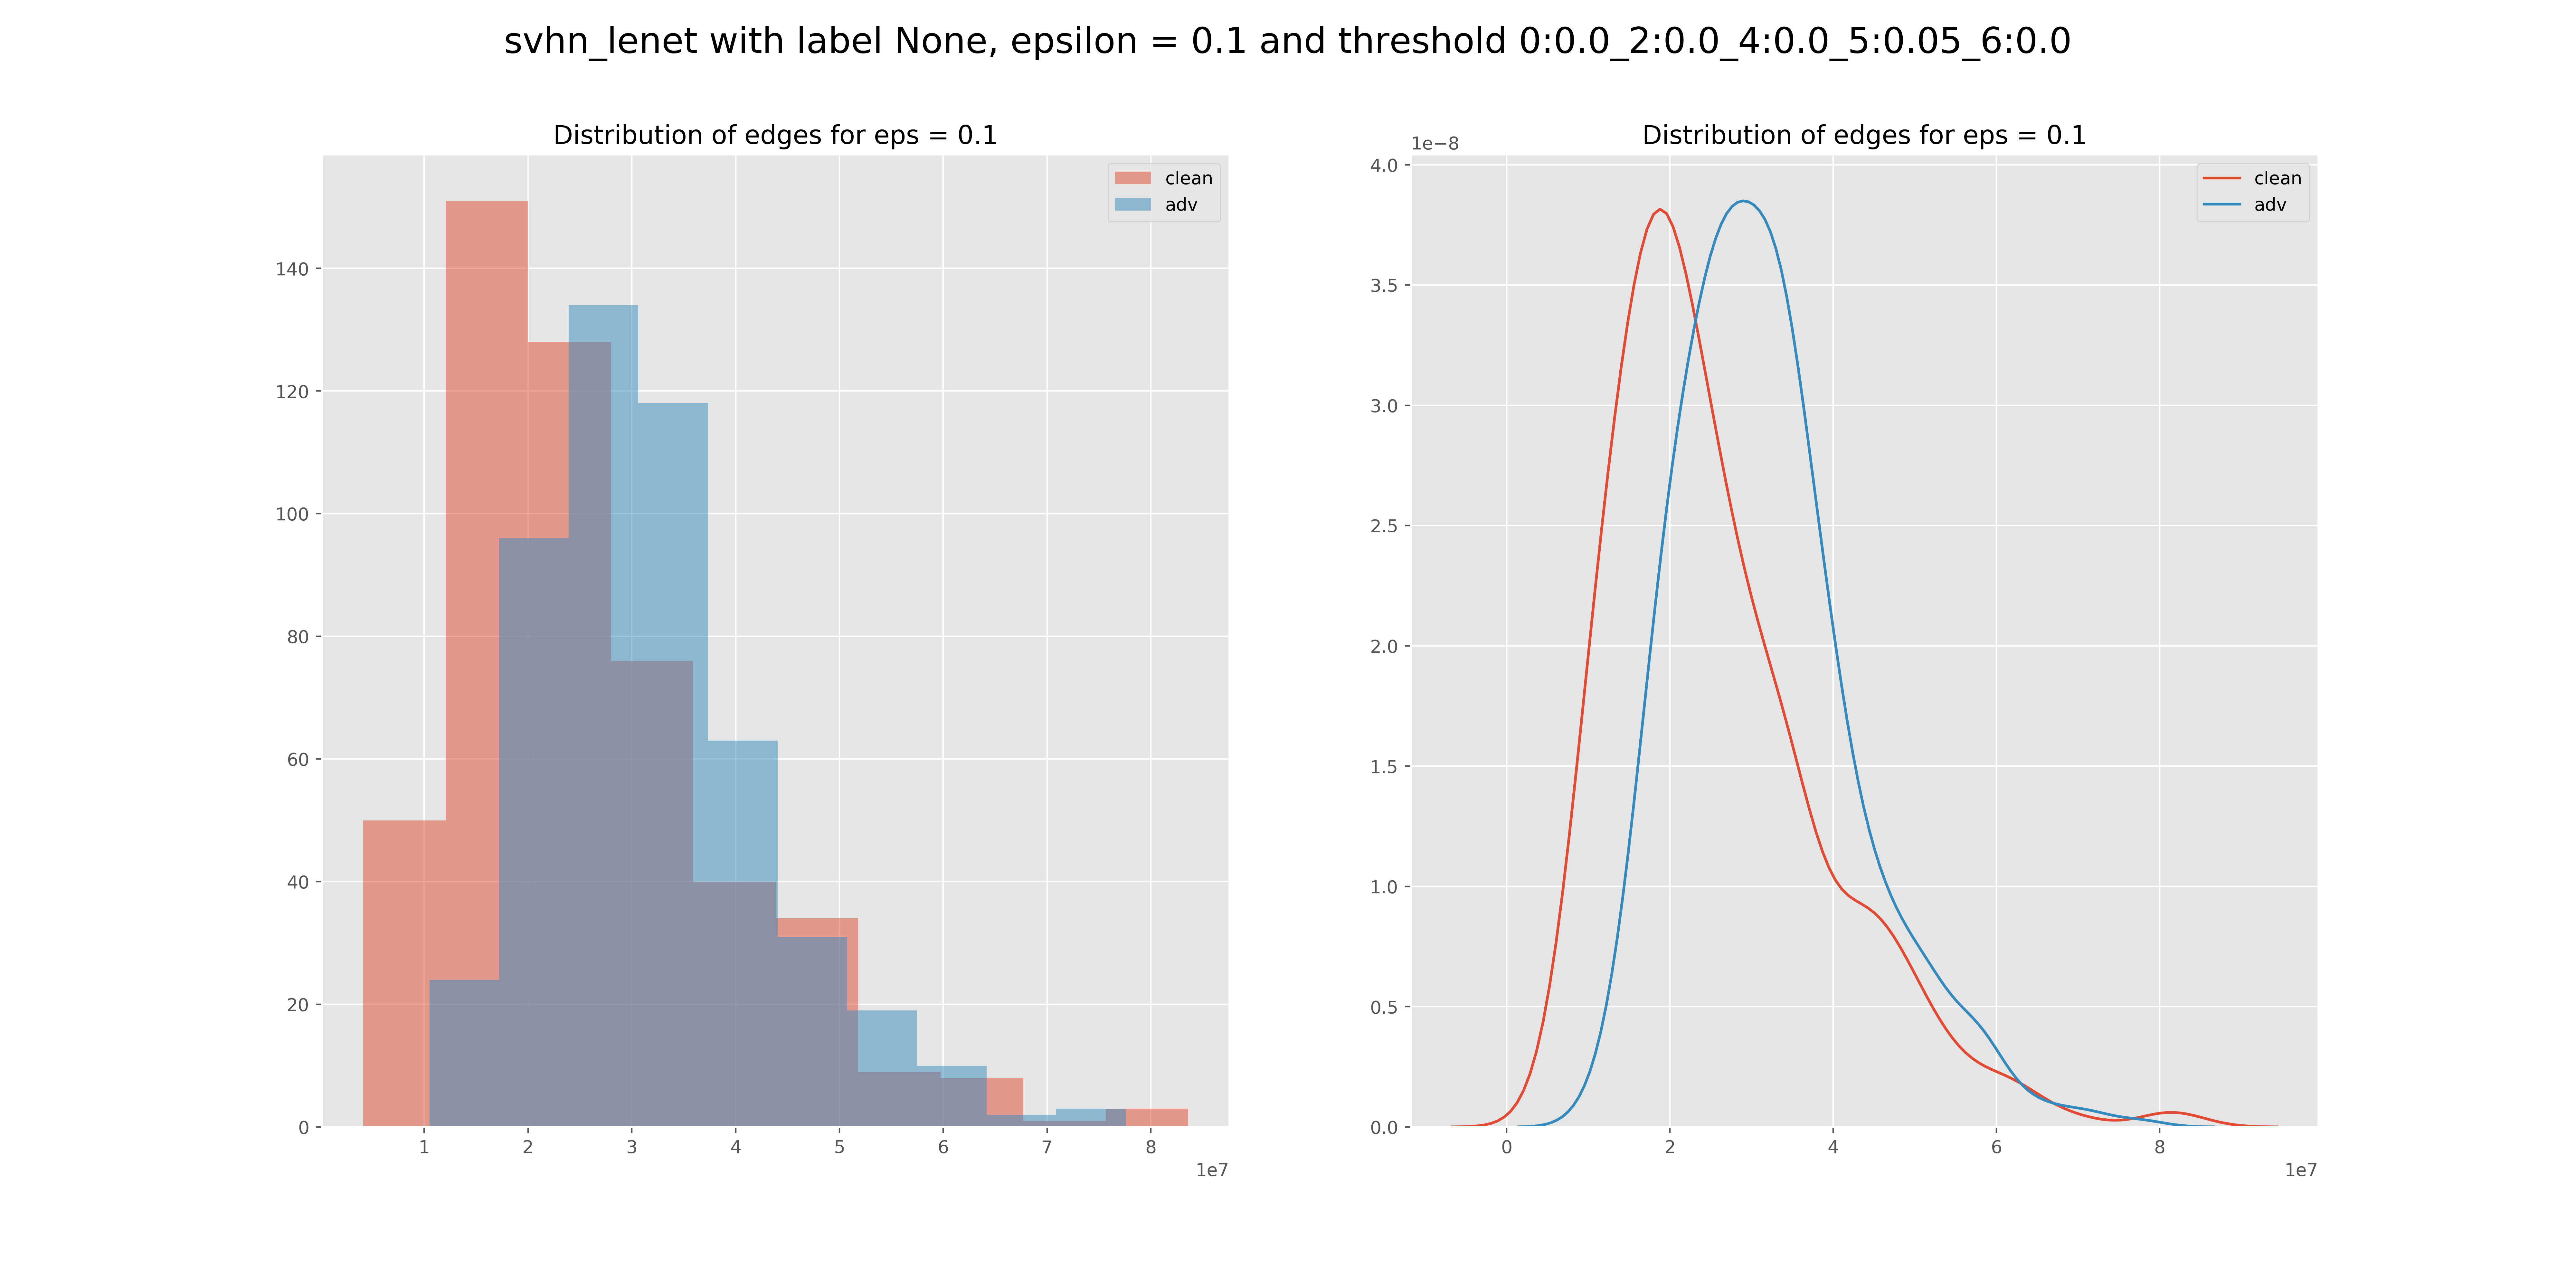 svhn_lenet with label None, epsilon = 0.1 and threshold 0:0.0_2:0.0_4:0.0_5:0.05_6:0.0
Distribution of edges for eps = 0.1
clean
adv
140
120
100
80
60
40
20
0
1 2 3 4 5 6 7 8
1e7
Distribution of edges for eps = 0.1
1e−8
clean
adv
4.0
3.5
3.0
2.5
2.0
1.5
1.0
0.5
0.0
0 2 4 6 8
1e7